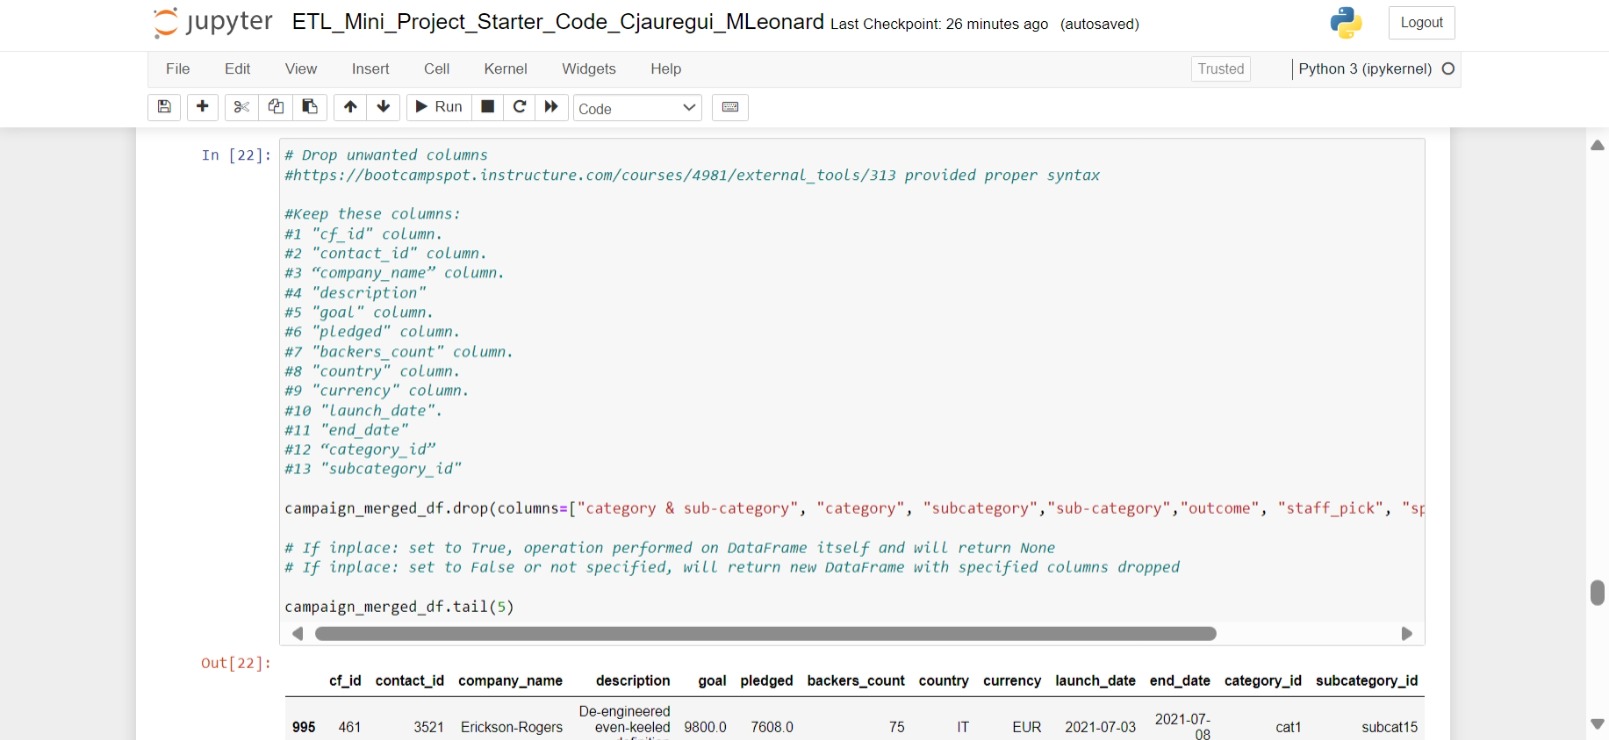 jupyter ETL_Mini_Project_Starter_Code_Cjauregui_MLeonard Last Checkpoint: 26 minutes ago (autosaved) Logout
File Edit View Insert Cell Kernel Widgets Help Trusted Python 3 (ipykernel)
Run Code
In [22]: # Drop unwanted columns
#https://bootcampspot.instructure.com/courses/4981/external_tools/313 provided proper syntax
#Keep these columns:
#1 "cf_id" column.
#2 "contact_id" column.
#3 “company_name” column.
#4 "description"
#5 "goal" column.
#6 "pledged" column.
#7 "backers_count" column.
#8 "country" column.
#9 "currency" column.
#10 "launch_date".
#11 "end_date"
#12 “category_id”
#13 "subcategory_id"
campaign_merged_df.drop(columns=["category & sub-category", "category", "subcategory","sub-category","outcome", "staff_pick", "sp
# If inplace: set to True, operation performed on DataFrame itself and will return None
# If inplace: set to False or not specified, will return new DataFrame with specified columns dropped
campaign_merged_df.tail(5)
Out[22]:
cf_id contact_id company_name description goal pledged backers_count country currency launch_date end_date category_id subcategory_id
De-engineered
995 461 3521 Erickson-Rogers even-keeled 9800.0 7608.0 75 IT EUR 2021-07-03 2021-07- cat1 subcat15
08